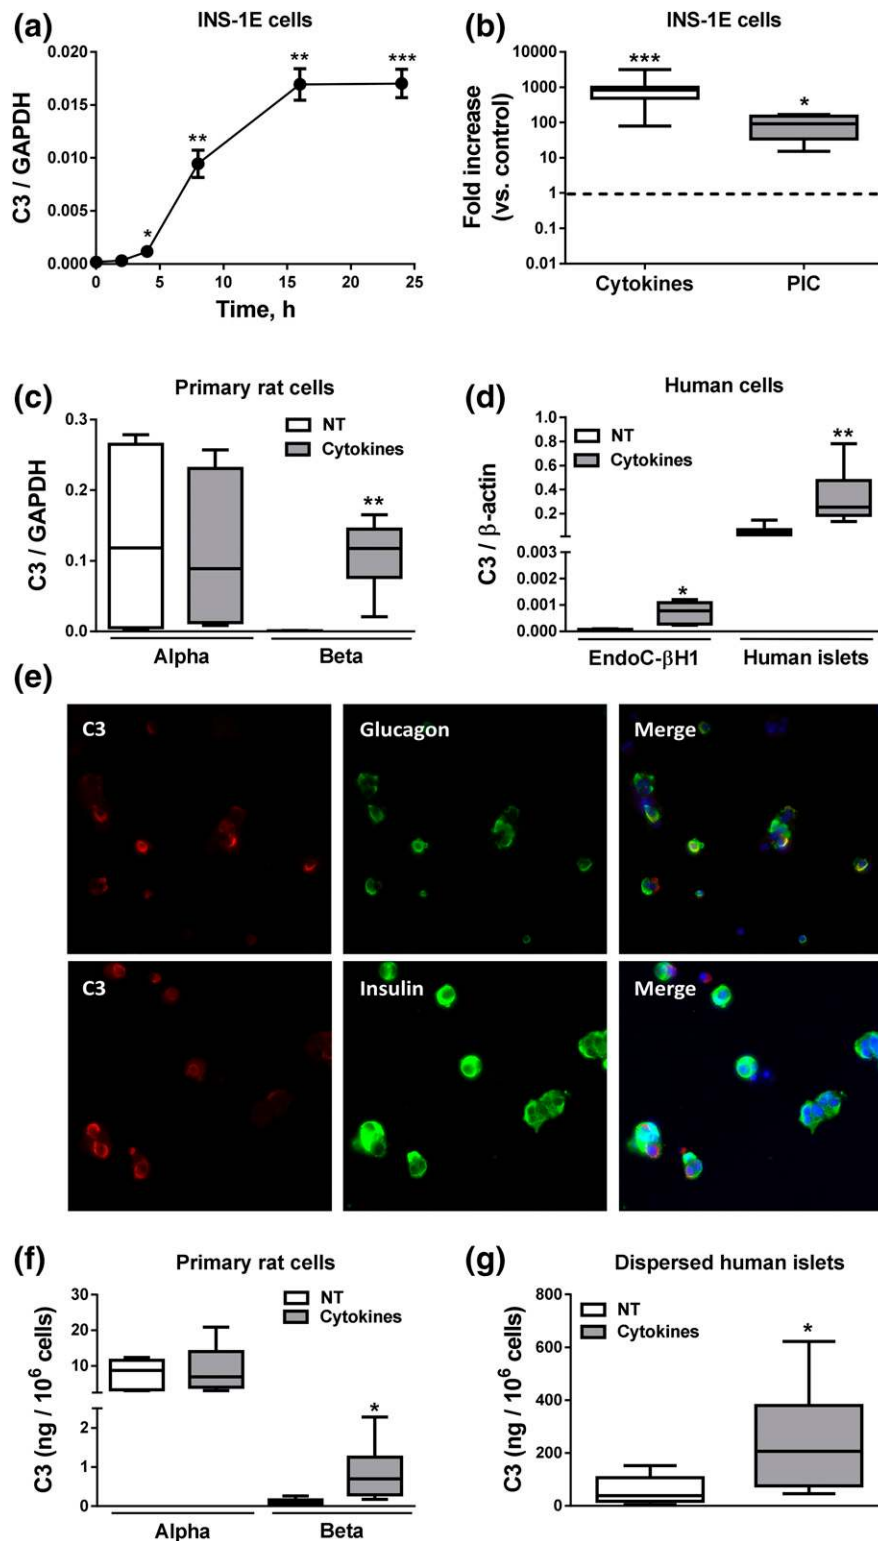 (a)
INS-1E cells
C3 / GAPDH
0.020
0.015
0.010
0.005
0.000
*
**
**
***
0 5 10 15 20 25
Time, h
(b)
INS-1E cells
Fold increase
(vs. control)
10000
1000
100
10
1
0.1
0.01
***
*
Cytokines PIC
(c)
Primary rat cells
C3 / GAPDH
0.3
0.2
0.1
0.0
NT
Cytokines
**
Alpha Beta
(d)
Human cells
C3 / β-actin
1.0
0.8
0.6
0.4
0.2
0.003
0.002
0.001
0.000
NT
Cytokines
*
**
EndoC-βH1 Human islets
(e)
C3 Glucagon Merge
C3 Insulin Merge
(f)
Primary rat cells
C3 (ng / 10⁶ cells)
30
20
10
2
1
0
NT
Cytokines
*
Alpha Beta
(g)
Dispersed human islets
C3 (ng / 10⁶ cells)
800
600
400
200
0
NT
Cytokines
*